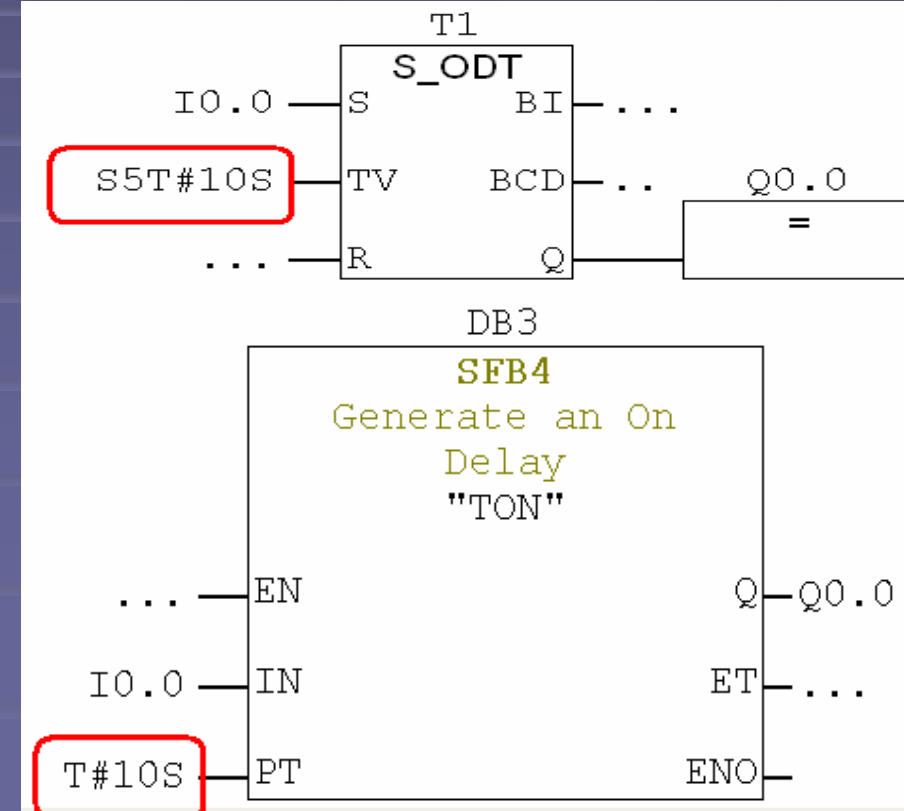 T1
S_ODT
I0.0 S BI ...
S5T#10S TV BCD .. Q0.0
=
... R Q
DB3
SFB4
Generate an On
Delay
"TON"
... EN Q Q0.0
I0.0 IN ET ...
T#10S PT ENO